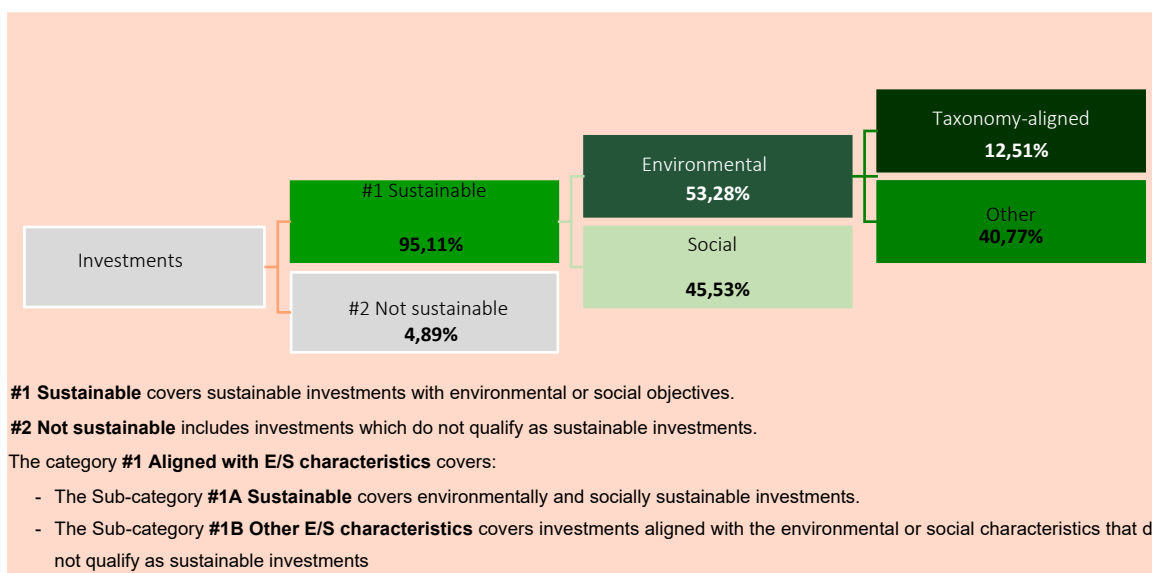 Taxonomy-aligned
12,51%
Environmental
53,28%
#1 Sustainable
95,11%
Other
40,77%
Investments
Social
45,53%
#2 Not sustainable
4,89%
#1 Sustainable covers sustainable investments with environmental or social objectives.
#2 Not sustainable includes investments which do not qualify as sustainable investments.
The category #1 Aligned with E/S characteristics covers:
- The Sub-category #1A Sustainable covers environmentally and socially sustainable investments.
- The Sub-category #1B Other E/S characteristics covers investments aligned with the environmental or social characteristics that d
not qualify as sustainable investments